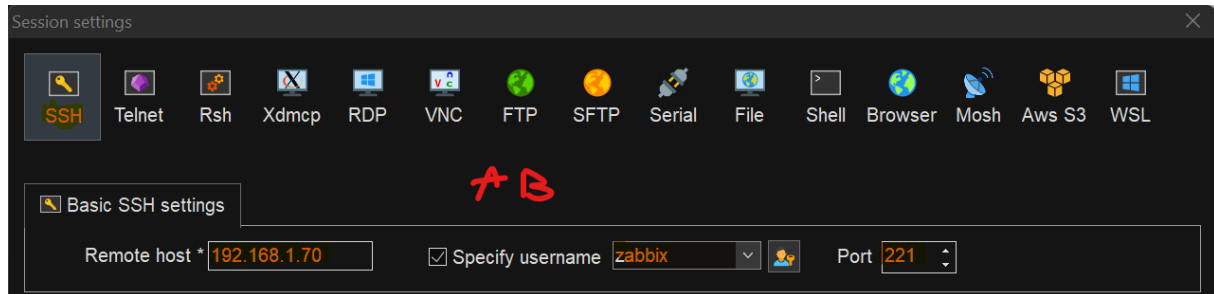 Session settings
SSH Telnet Rsh Xdmcp RDP VNC FTP SFTP Serial File Shell Browser Mosh Aws S3 WSL
A B
Basic SSH settings
Remote host * 192.168.1.70 Specify username zabbix Port 221